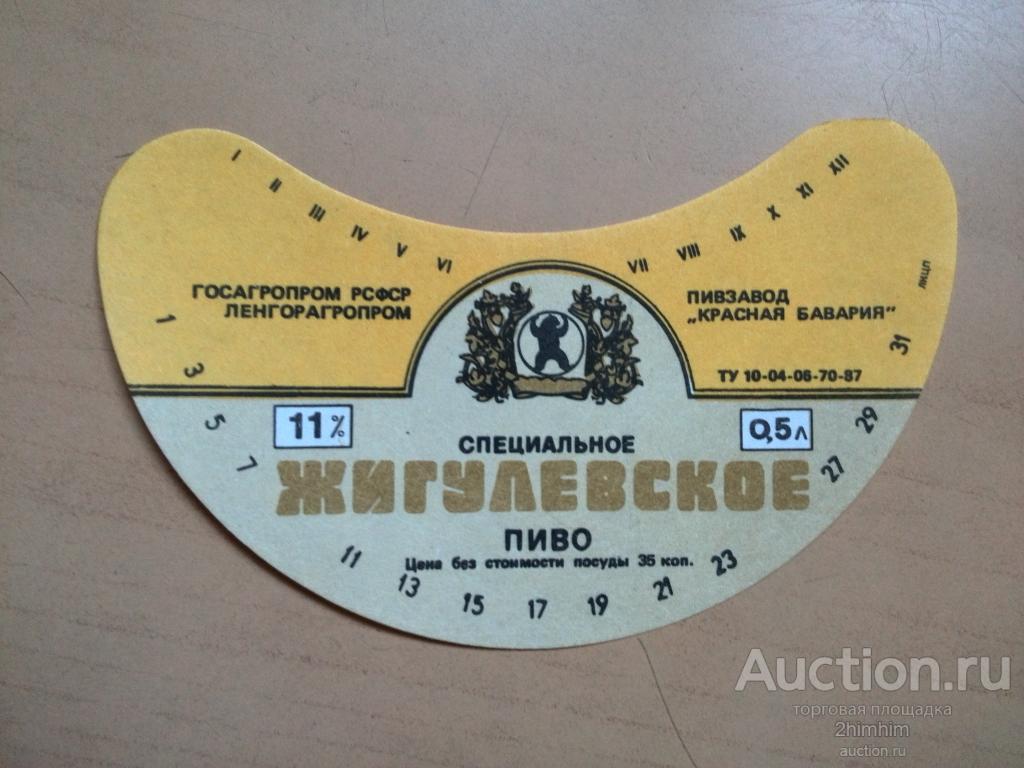 I II III IV V VI VII VIII IX X XI XII
ГОСАГРОПРОМ РСФСР
ЛЕНГОРАГРОПРОМ
ПИВЗАВОД
„КРАСНАЯ БАВАРИЯ"
ТУ 10-04-06-70-87
ЛКЦП
11%
0,5л
СПЕЦИАЛЬНОЕ
ЖИГУЛЕВСКОЕ
ПИВО
Цена без стоимости посуды 35 коп.
1 3 5 7 11 13 15 17 19 21 23 27 29 31
Auction.ru
торговая площадка
2himhim
auction.ru